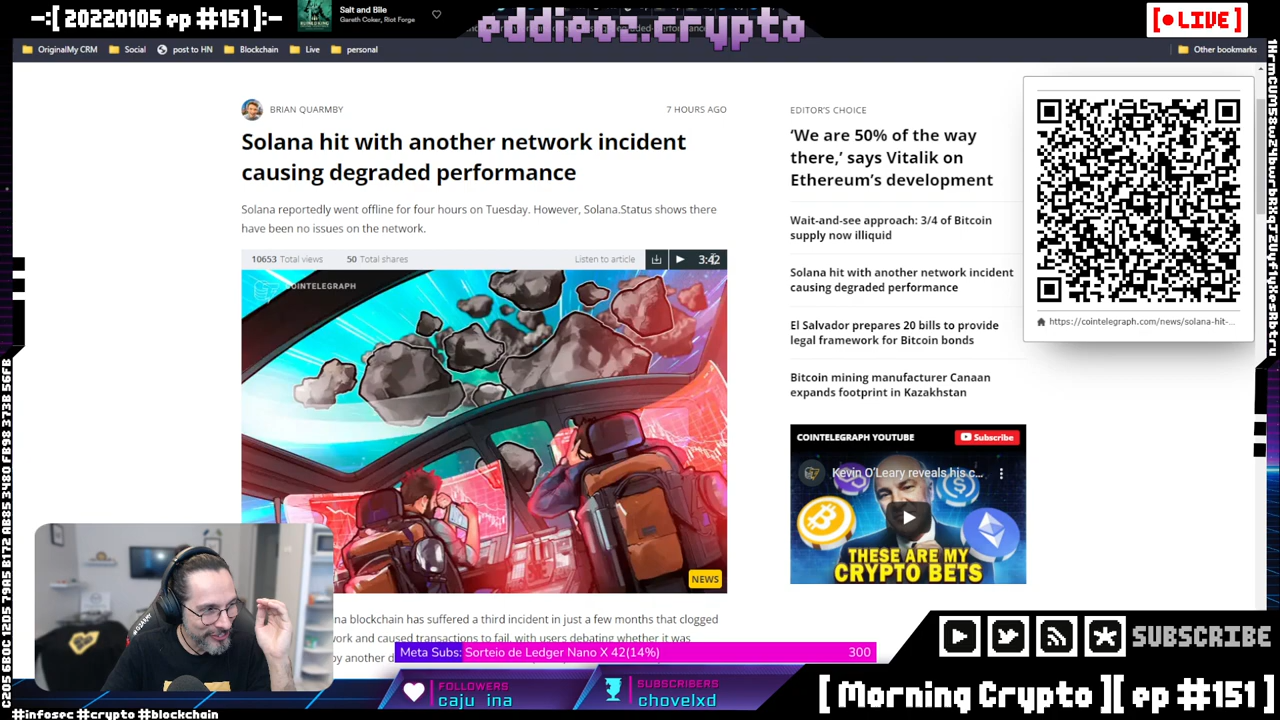 -:[ 20220105 ep #151 ]:-
Salt and Bile
Gareth Coker, Riot Forge
eddieoz.crypto
[ • LIVE ]
OriginalMy CRM
Social
post to HN
Blockchain
Live
personal
Other bookmarks
BRIAN QUARMBY
7 HOURS AGO
Solana hit with another network incident
causing degraded performance
Solana reportedly went offline for four hours on Tuesday. However, Solana.Status shows there
have been no issues on the network.
10653 Total views
50 Total shares
Listen to article
3:42
COINTELEGRAPH
NEWS
na blockchain has suffered a third incident in just a few months that clogged
work and caused transactions to fail, with users debating whether it was
by another d
EDITOR'S CHOICE
‘We are 50% of the way
there,’ says Vitalik on
Ethereum’s development
Wait-and-see approach: 3/4 of Bitcoin
supply now illiquid
Solana hit with another network incident
causing degraded performance
El Salvador prepares 20 bills to provide
legal framework for Bitcoin bonds
Bitcoin mining manufacturer Canaan
expands footprint in Kazakhstan
COINTELEGRAPH YOUTUBE
Subscribe
Kevin O'Leary reveals his c...
THESE ARE MY
CRYPTO BETS
https://cointelegraph.com/news/solana-hit-...
Meta Subs: Sorteio de Ledger Nano X 42(14%)
300
FOLLOWERS
caju_ina
SUBSCRIBERS
chovelxd
SUBSCRIBE
[ Morning Crypto ][ ep #151 ]
#infosec #crypto #blockchain